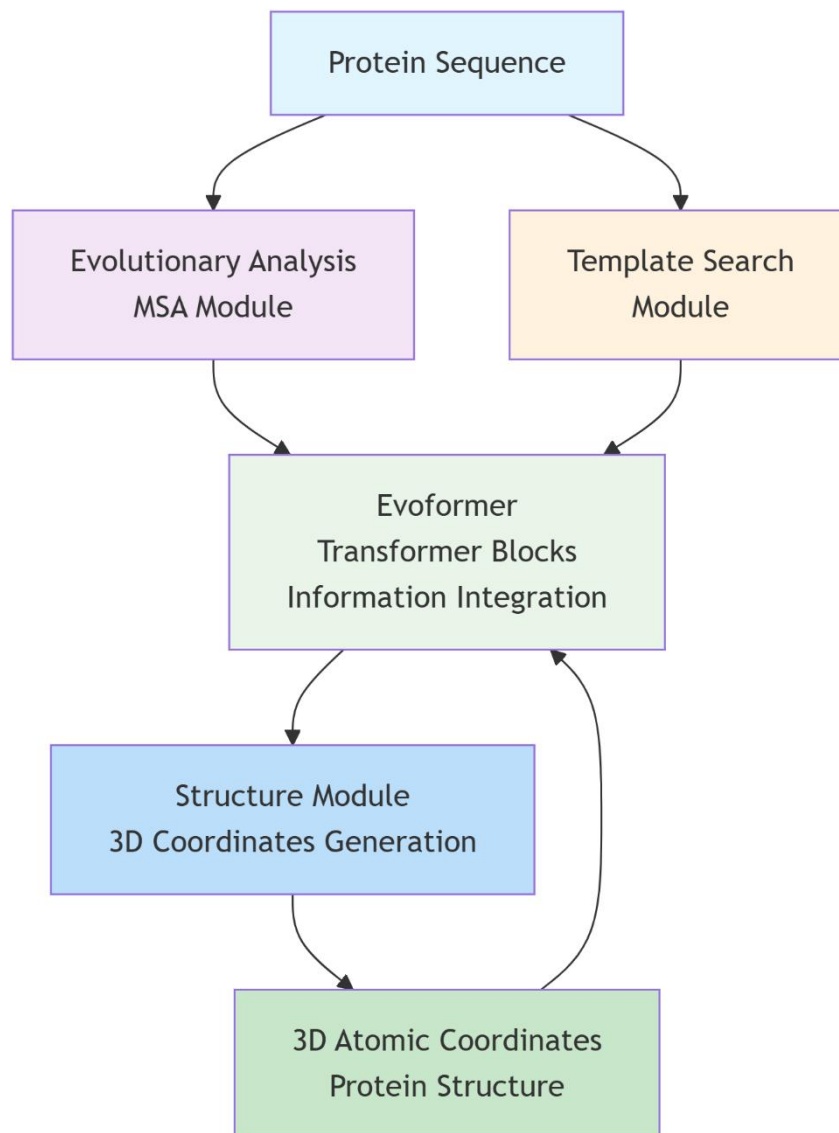 Protein Sequence
Evolutionary Analysis
MSA Module
Template Search
Module
Evoformer
Transformer Blocks
Information Integration
Structure Module
3D Coordinates Generation
3D Atomic Coordinates
Protein Structure